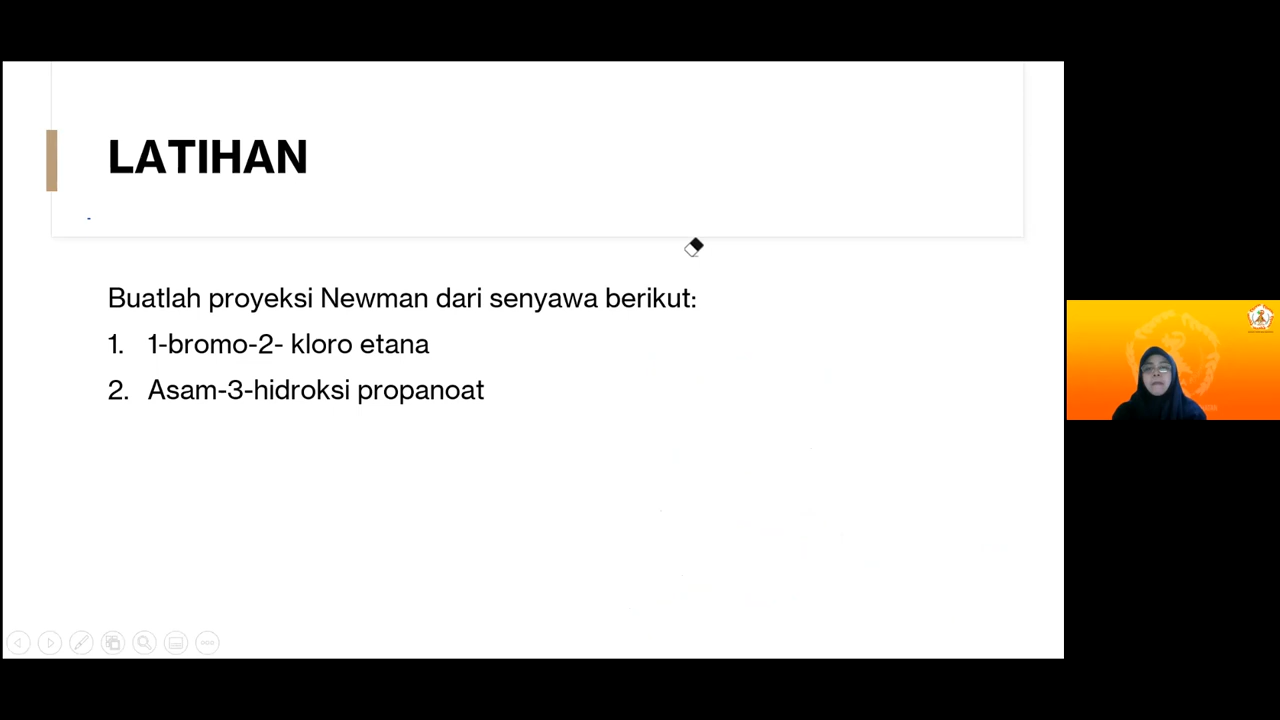 LATIHAN
-
Buatlah proyeksi Newman dari senyawa berikut:
1. 1-bromo-2- kloro etana
2. Asam-3-hidroksi propanoat